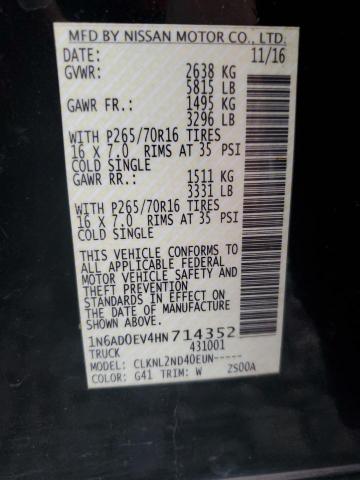 MFD BY NISSAN MOTOR CO., LTD.
DATE: 11/16
GVWR: 2638 KG
5815 LB
GAWR FR.: 1495 KG
3296 LB
WITH P265/70R16 TIRES
16 X 7.0 RIMS AT 35 PSI
COLD SINGLE
GAWR RR.: 1511 KG
3331 LB
WITH P265/70R16 TIRES
16 X 7.0 RIMS AT 35 PSI
COLD SINGLE
THIS VEHICLE CONFORMS TO
ALL APPLICABLE FEDERAL
MOTOR VEHICLE SAFETY AND
THEFT PREVENTION
STANDARDS IN EFFECT ON
THE DATE OF MANUFACTURE
SHOWN ABOVE
1N6AD0EV4HN714352
TRUCK 431001
MODEL: CLKNL2ND40EUN-----
COLOR: G41 TRIM: W 2S00A